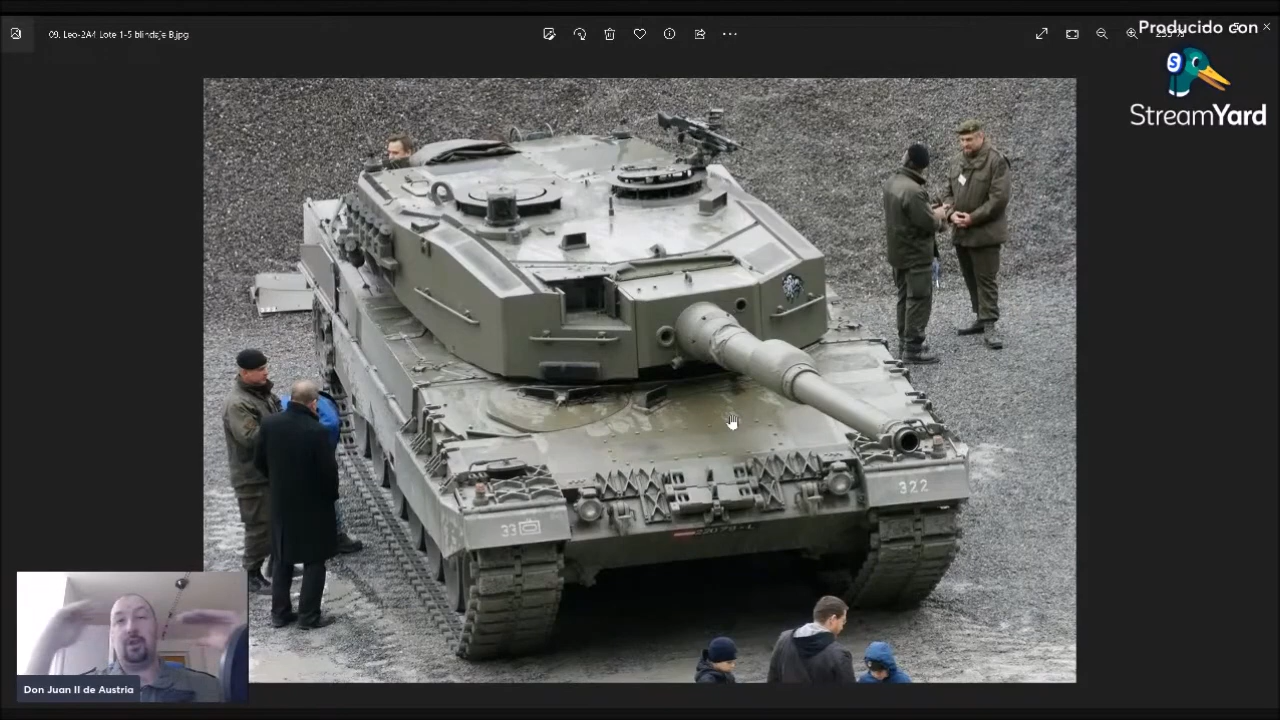 09. Leo-2A4 Lote 1-5 blindaje B.jpg
Producido con
StreamYard
322
33
Don Juan II de Austria